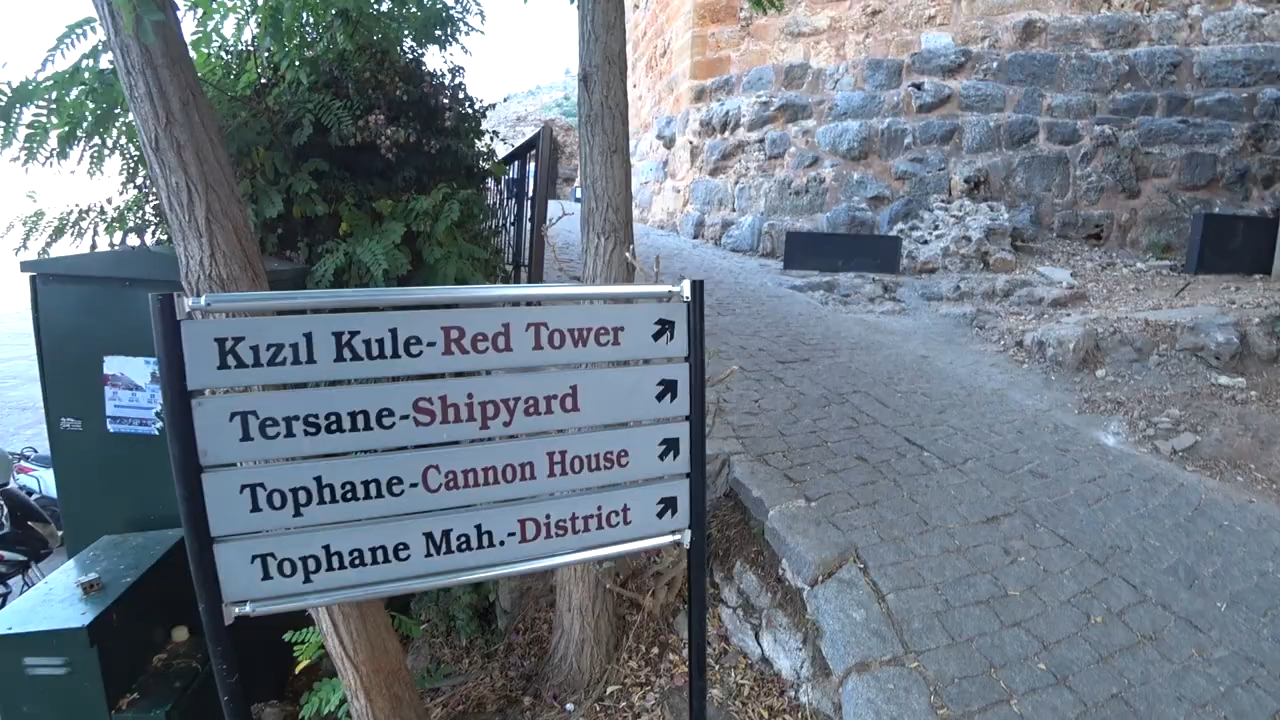 Kızıl Kule-Red Tower
Tersane-Shipyard
Tophane-Cannon House
Tophane Mah.-District